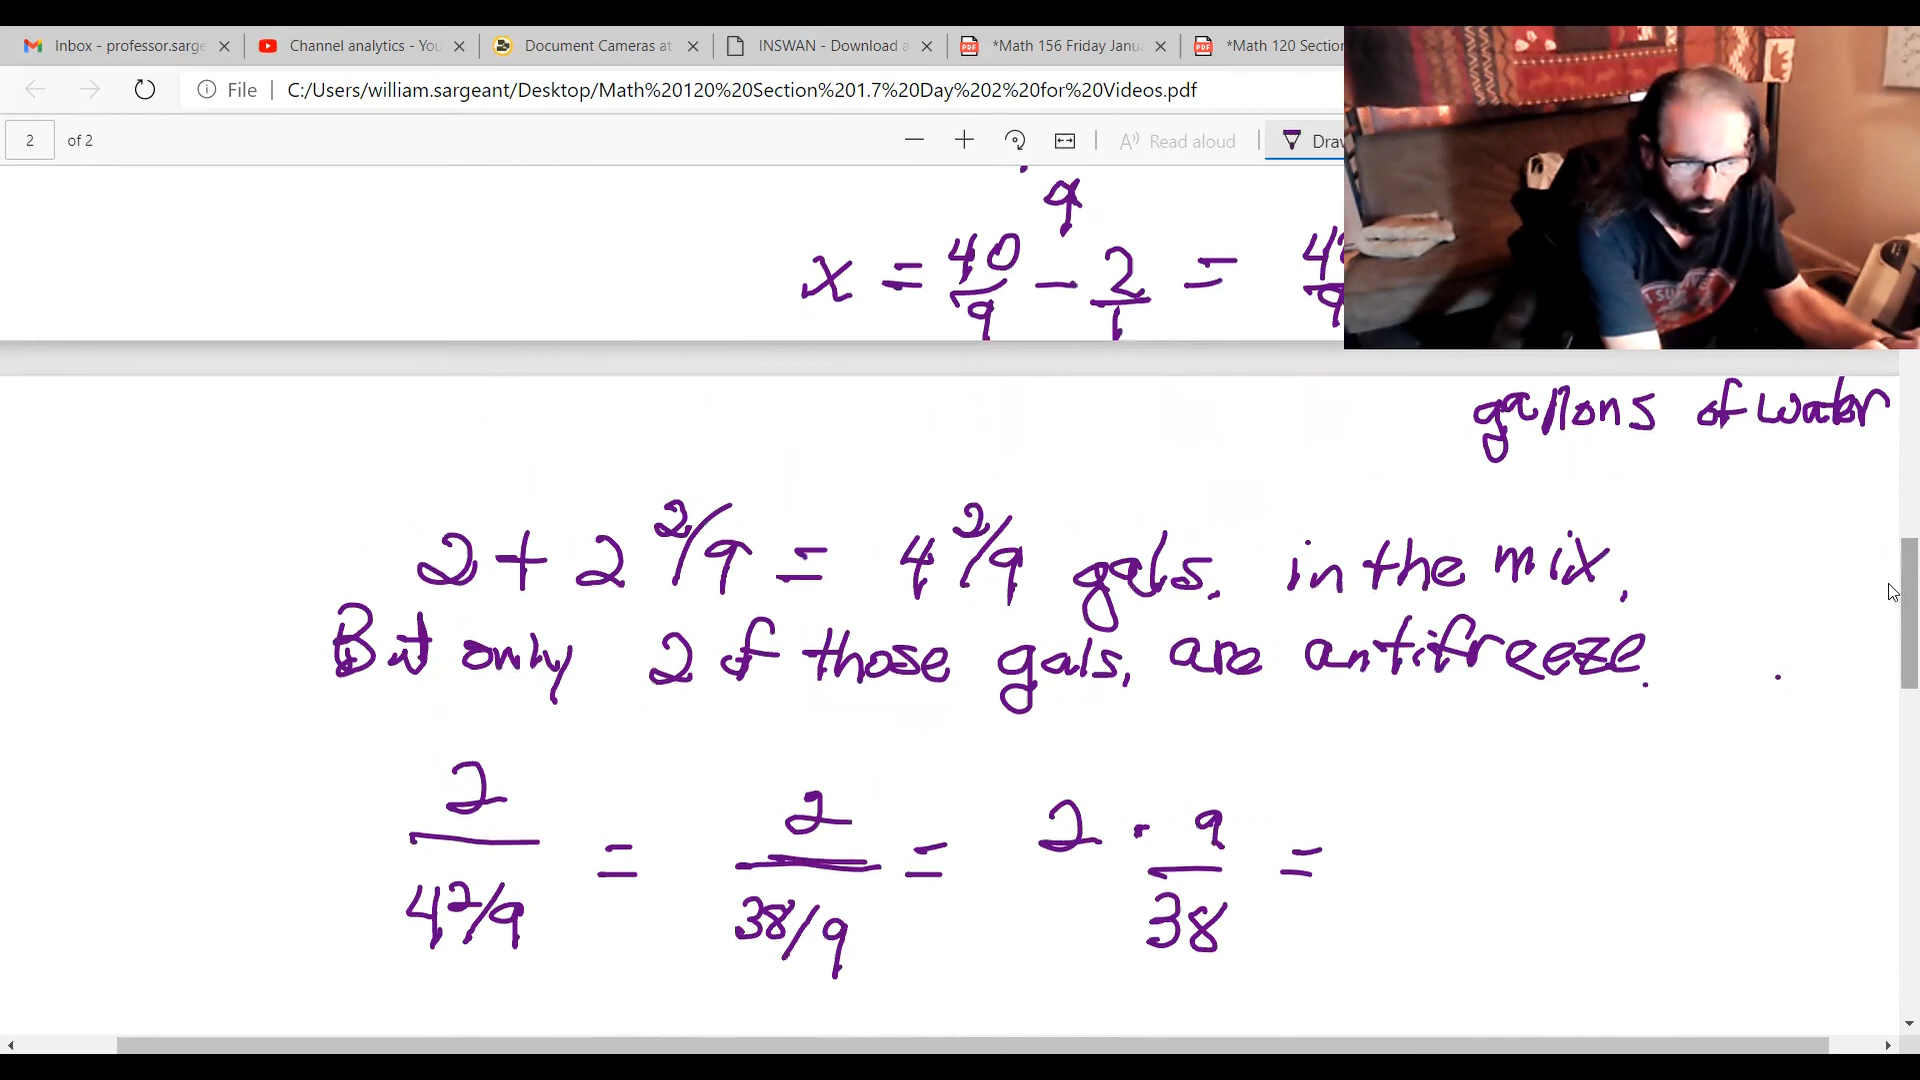 Inbox - professor.sarge
Channel analytics - You
Document Cameras at
INSWAN - Download a
*Math 156 Friday Janu
*Math 120 Section
File
C:/Users/william.sargeant/Desktop/Math%20120%20Section%201.7%20Day%202%20for%20Videos.pdf
2 of 2
Read aloud
Draw
9
x = 40/9 - 2/1 =
gallons of water
2 + 2 2/9 = 4 2/9 gals. in the mix.
But only 2 of those gals. are antifreeze.
2 / 4 2/9 = 2 / 38/9 = 2 · 9/38 =